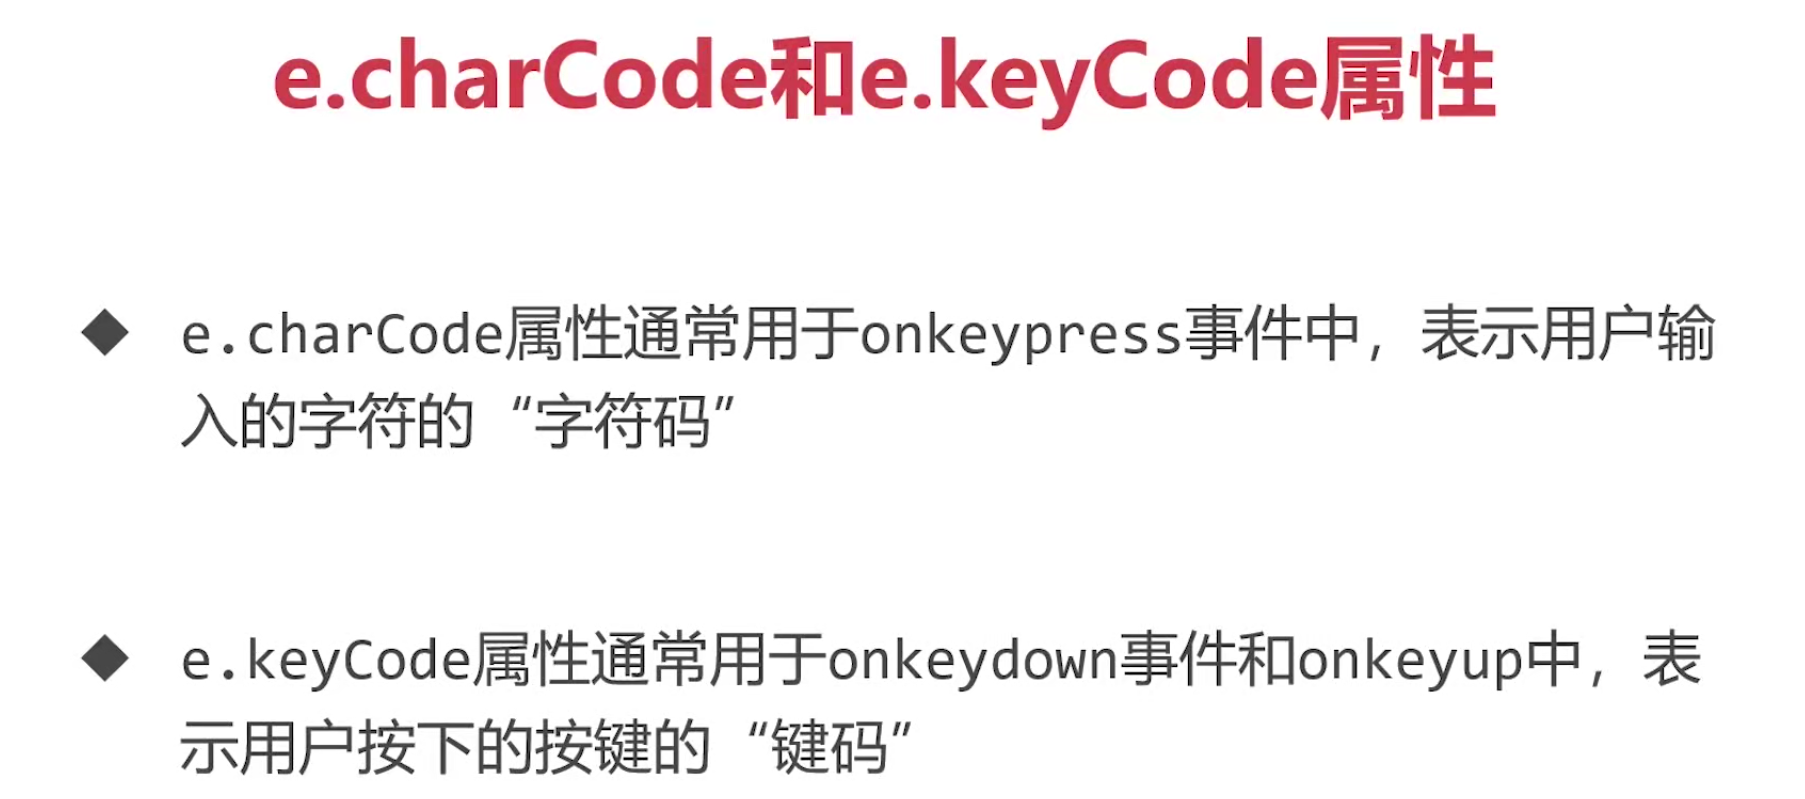 e.charCode和e.keyCode属性
◆ e.charCode属性通常用于onkeypress事件中，表示用户输
入的字符的“字符码”
◆ e.keyCode属性通常用于onkeydown事件和onkeyup中，表
示用户按下的按键的“键码”